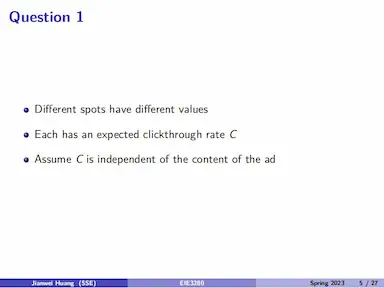 Question 1
Different spots have different values
Each has an expected clickthrough rate C
Assume C is independent of the content of the ad
Jianwei Huang (SSE) EIE3280 Spring 2023 5 / 27